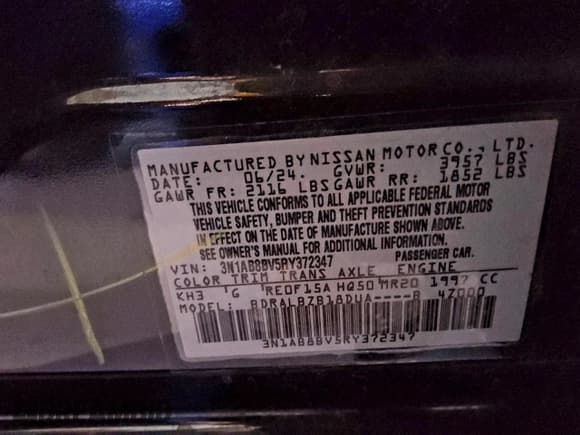 MANUFACTURED BY NISSAN MOTOR CO., LTD.
DATE: 06/24. GVWR: 3957 LBS
GAWR FR: 2116 LBS GAWR RR: 1852 LBS
THIS VEHICLE CONFORMS TO ALL APPLICABLE FEDERAL MOTOR
VEHICLE SAFETY, BUMPER AND THEFT PREVENTION STANDARDS
IN EFFECT ON THE DATE OF MANUFACTURE SHOWN ABOVE.
SEE OWNER'S MANUAL FOR ADDITIONAL INFORMATION.
PASSENGER CAR.
VIN: 3N1AB8BV5RY372347
COLOR TRIM TRANS AXLE ENGINE
KH3 G RE0F15A H050 MR20 1997 CC
MODEL: BDRALBZB18DUA----B 4Z000
3N1AB8BV5RY372347